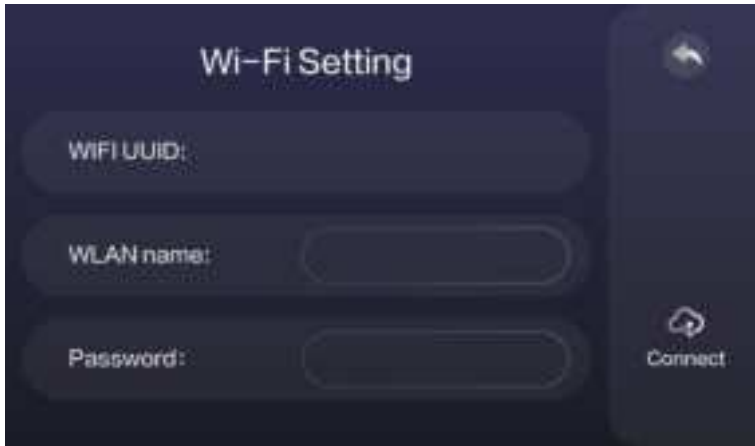 Wi-Fi Setting
WIFI UUID:
WLAN name:
Password:
Connect